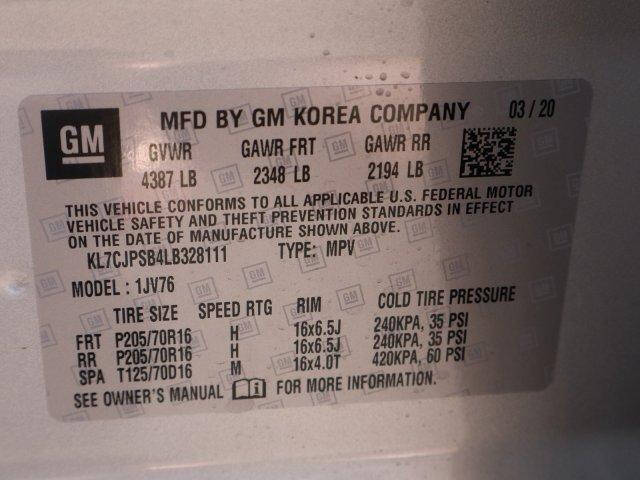 GM
MFD BY GM KOREA COMPANY 03 / 20
GVWR GAWR FRT GAWR RR
4387 LB 2348 LB 2194 LB
THIS VEHICLE CONFORMS TO ALL APPLICABLE U.S. FEDERAL MOTOR
VEHICLE SAFETY AND THEFT PREVENTION STANDARDS IN EFFECT
ON THE DATE OF MANUFACTURE SHOWN ABOVE.
KL7CJPSB4LB328111 TYPE: MPV
MODEL : 1JV76
TIRE SIZE SPEED RTG RIM COLD TIRE PRESSURE
FRT P205/70R16 H 16x6.5J 240KPA, 35 PSI
RR P205/70R16 H 16x6.5J 240KPA, 35 PSI
SPA T125/70D16 M 16x4.0T 420KPA, 60 PSI
SEE OWNER'S MANUAL FOR MORE INFORMATION.